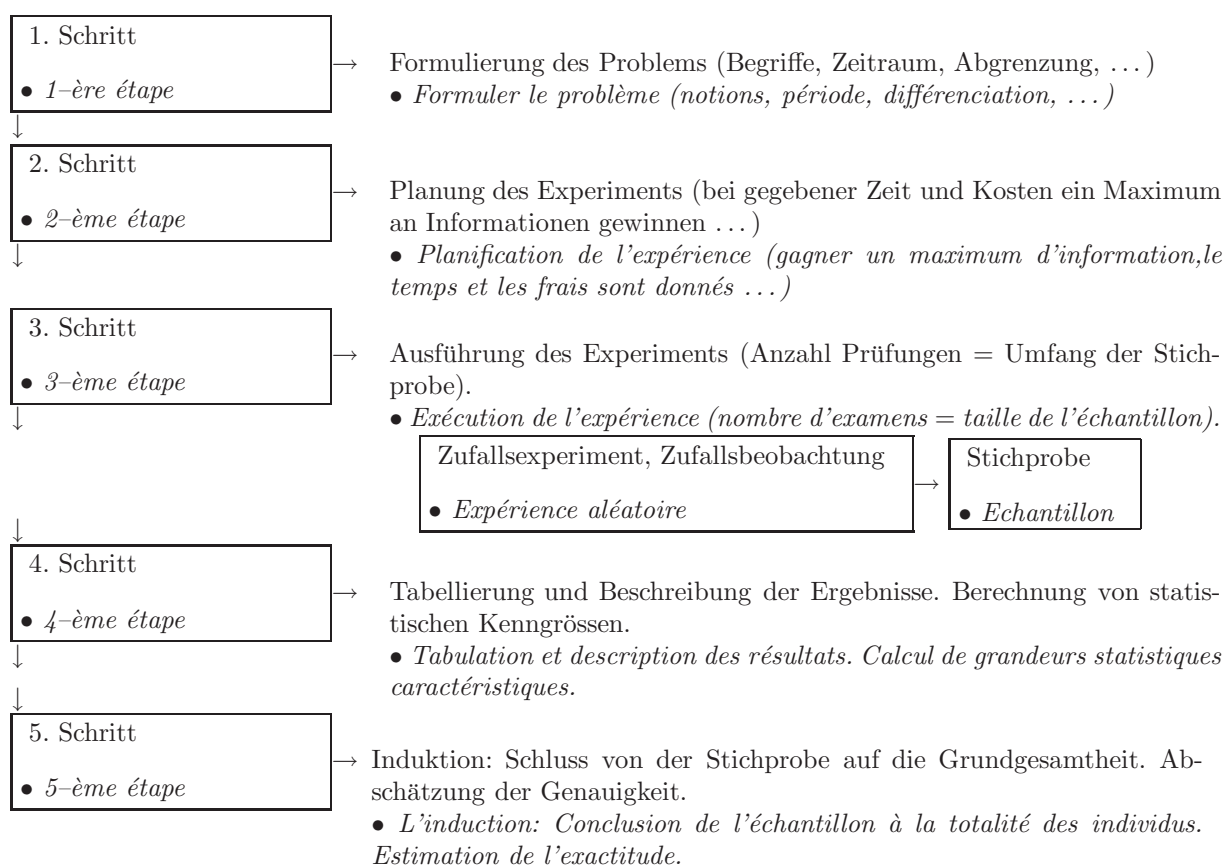 1. Schritt
• 1–ère étape
→ Formulierung des Problems (Begriffe, Zeitraum, Abgrenzung, ...)
• Formuler le problème (notions, période, différenciation, ...)
↓
2. Schritt
• 2–ème étape
↓
→ Planung des Experiments (bei gegebener Zeit und Kosten ein Maximum
an Informationen gewinnen ...)
• Planification de l'expérience (gagner un maximum d'information,le
temps et les frais sont donnés ...)
3. Schritt
• 3–ème étape
↓
→ Ausführung des Experiments (Anzahl Prüfungen = Umfang der Stich-
probe).
• Exécution de l'expérience (nombre d'examens = taille de l'échantillon).
Zufallsexperiment, Zufallsbeobachtung
• Expérience aléatoire
→
Stichprobe
• Echantillon
↓
4. Schritt
• 4–ème étape
↓
→ Tabellierung und Beschreibung der Ergebnisse. Berechnung von statis-
tischen Kenngrössen.
• Tabulation et description des résultats. Calcul de grandeurs statistiques
caractéristiques.
↓
5. Schritt
• 5–ème étape
→ Induktion: Schluss von der Stichprobe auf die Grundgesamtheit. Ab-
schätzung der Genauigkeit.
• L'induction: Conclusion de l'échantillon à la totalité des individus.
Estimation de l'exactitude.